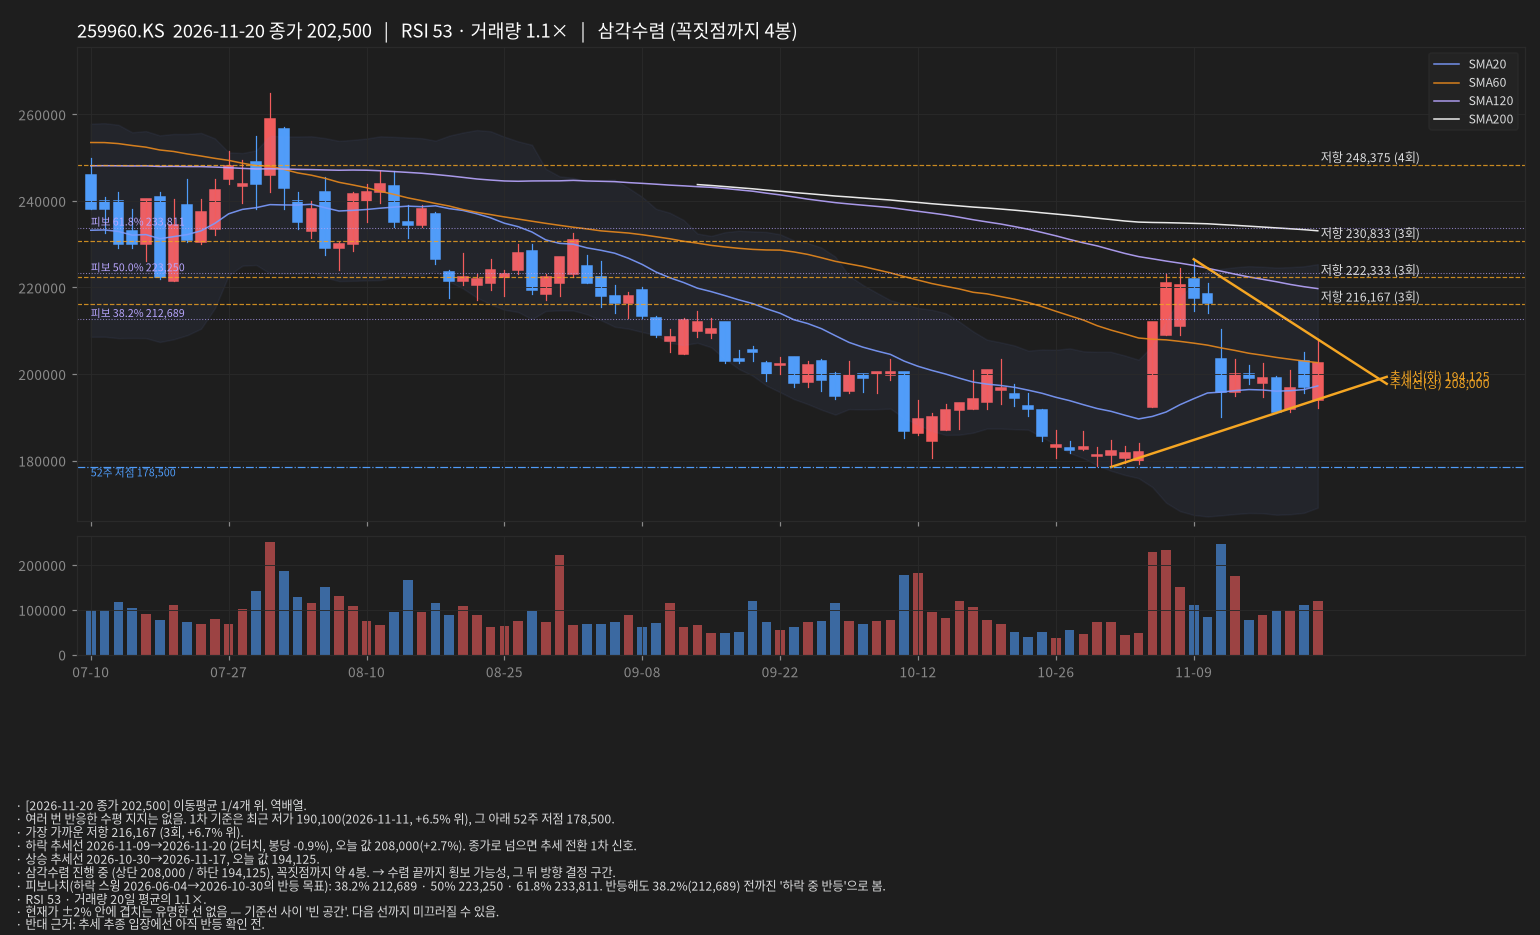 259960.KS 2026-11-20 종가 202,500 | RSI 53 · 거래량 1.1× | 삼각수렴 (꼭짓점까지 4봉)
SMA20
SMA60
SMA120
SMA200
260000
240000
220000
200000
180000
저항 248,375 (4회)
저항 230,833 (3회)
저항 222,333 (3회)
저항 216,167 (3회)
피보 61.8% 233,811
피보 50.0% 223,250
피보 38.2% 212,689
추세선(하) 194,125
추세선(상) 208,000
52주 저점 178,500
200000
100000
0
07-10
07-27
08-10
08-25
09-08
09-22
10-12
10-26
11-09
· [2026-11-20 종가 202,500] 이동평균 1/4개 위. 역배열.
· 여러 번 반응한 수평 지지는 없음. 1차 기준은 최근 저가 190,100(2026-11-11, +6.5% 위), 그 아래 52주 저점 178,500.
· 가장 가까운 저항 216,167 (3회, +6.7% 위).
· 하락 추세선 2026-11-09→2026-11-20 (2터치, 봉당 -0.9%), 오늘 값 208,000(+2.7%). 종가로 넘으면 추세 전환 1차 신호.
· 상승 추세선 2026-10-30→2026-11-17, 오늘 값 194,125.
· 삼각수렴 진행 중 (상단 208,000 / 하단 194,125), 꼭짓점까지 약 4봉. → 수렴 끝까지 횡보 가능성, 그 뒤 방향 결정 구간.
· 피보나치(하락 스윙 2026-06-04→2026-10-30의 반등 목표): 38.2% 212,689 · 50% 223,250 · 61.8% 233,811. 반등해도 38.2%(212,689) 전까진 '하락 중 반등'으로 봄.
· RSI 53 · 거래량 20일 평균의 1.1×.
· 현재가 ±2% 안에 겹치는 유명한 선 없음 — 기준선 사이 '빈 공간'. 다음 선까지 미끄러질 수 있음.
· 반대 근거: 추세 추종 입장에선 아직 반등 확인 전.